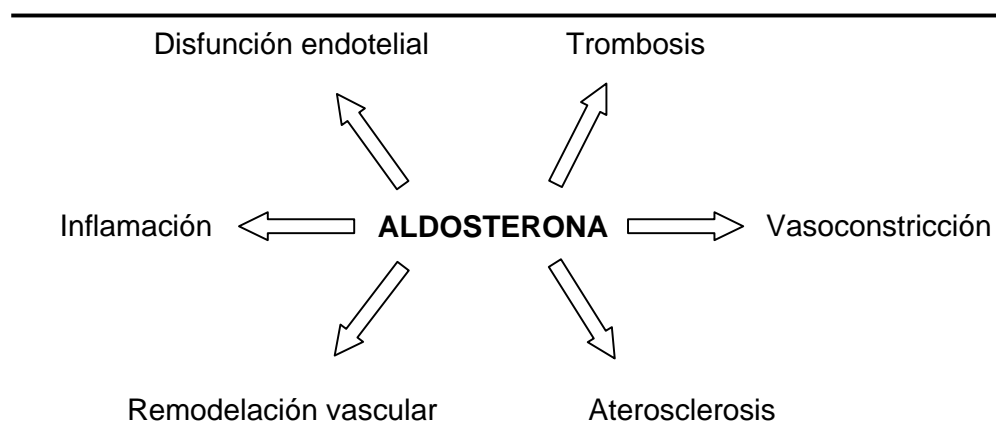 Disfunción endotelial Trombosis
Inflamación ALDOSTERONA Vasoconstricción
Remodelación vascular Aterosclerosis